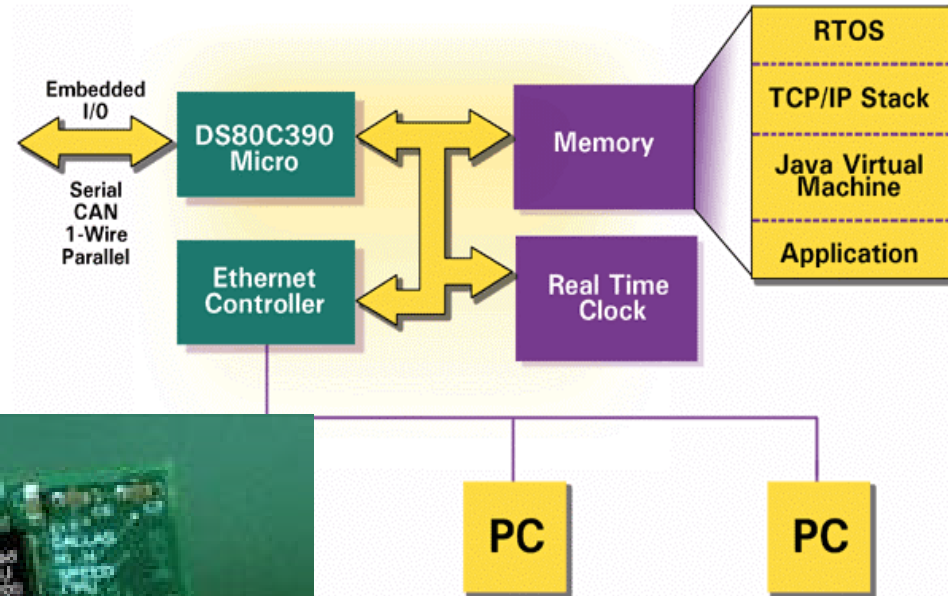 Embedded
I/O
Serial
CAN
1-Wire
Parallel
DS80C390
Micro
Ethernet
Controller
Memory
Real Time
Clock
RTOS
TCP/IP Stack
Java Virtual
Machine
Application
PC
PC
DALLAS